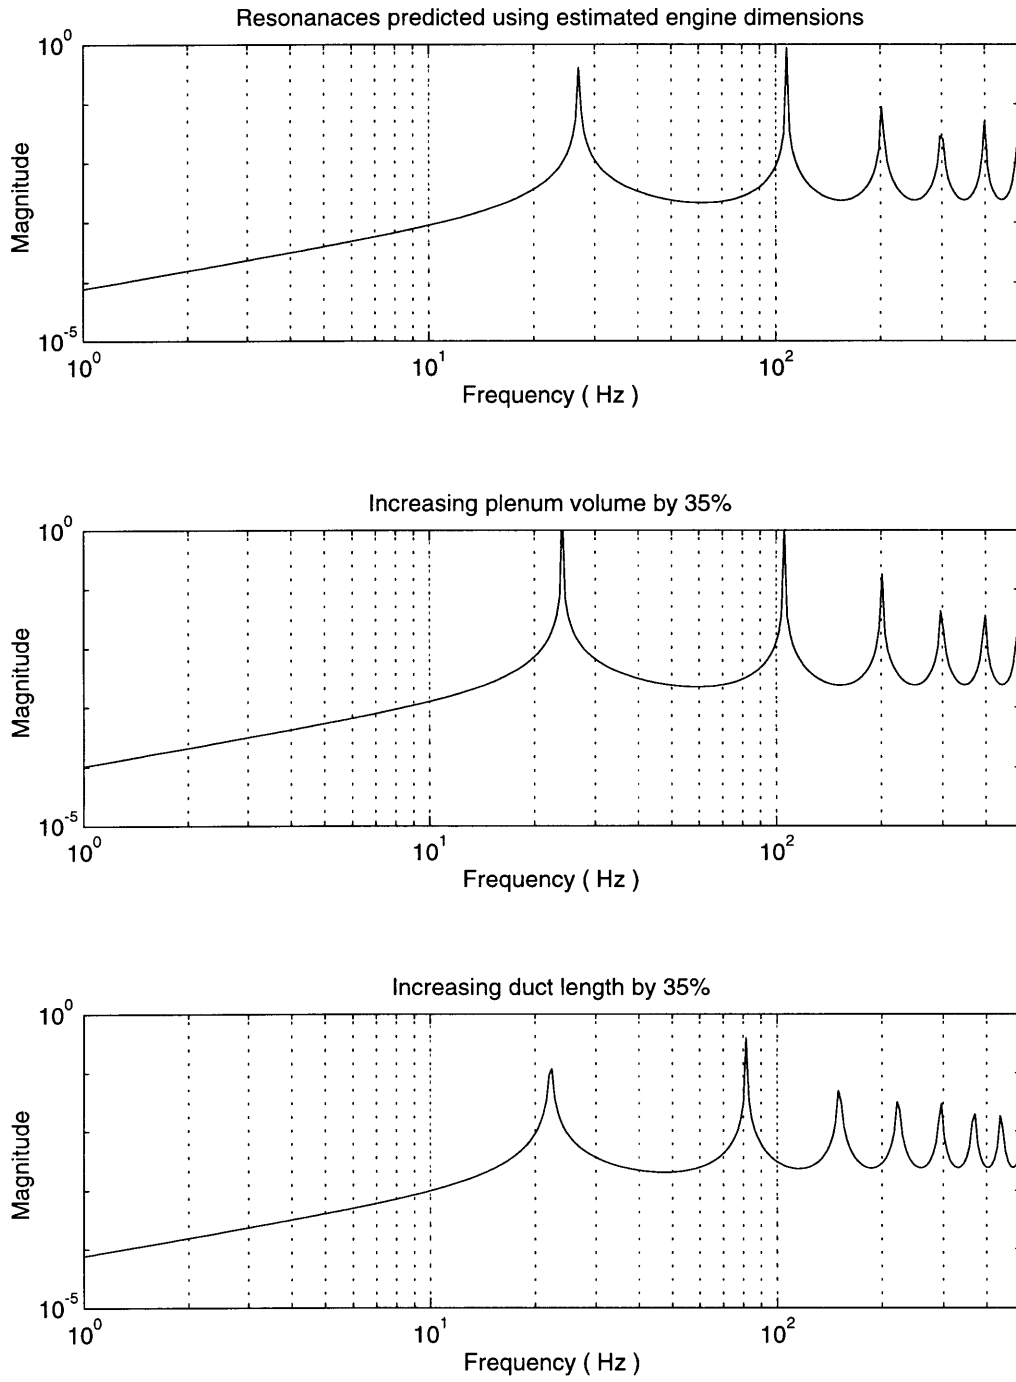 Resonanaces predicted using estimated engine dimensions
10^0
Magnitude
10^-5
10^0
10^1
10^2
Frequency ( Hz )
Increasing plenum volume by 35%
10^0
Magnitude
10^-5
10^0
10^1
10^2
Frequency ( Hz )
Increasing duct length by 35%
10^0
Magnitude
10^-5
10^0
10^1
10^2
Frequency ( Hz )